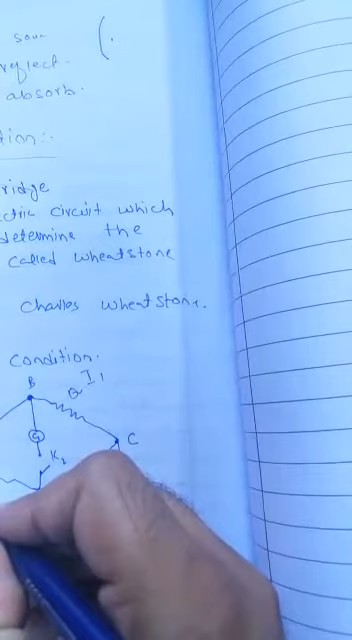 soun
reflect.
absorb.
tion:-
ridge
ctric circuit which
determine the
called wheatstone
Charles wheatstone.
Condition.
B
Q I1
G
C
K2